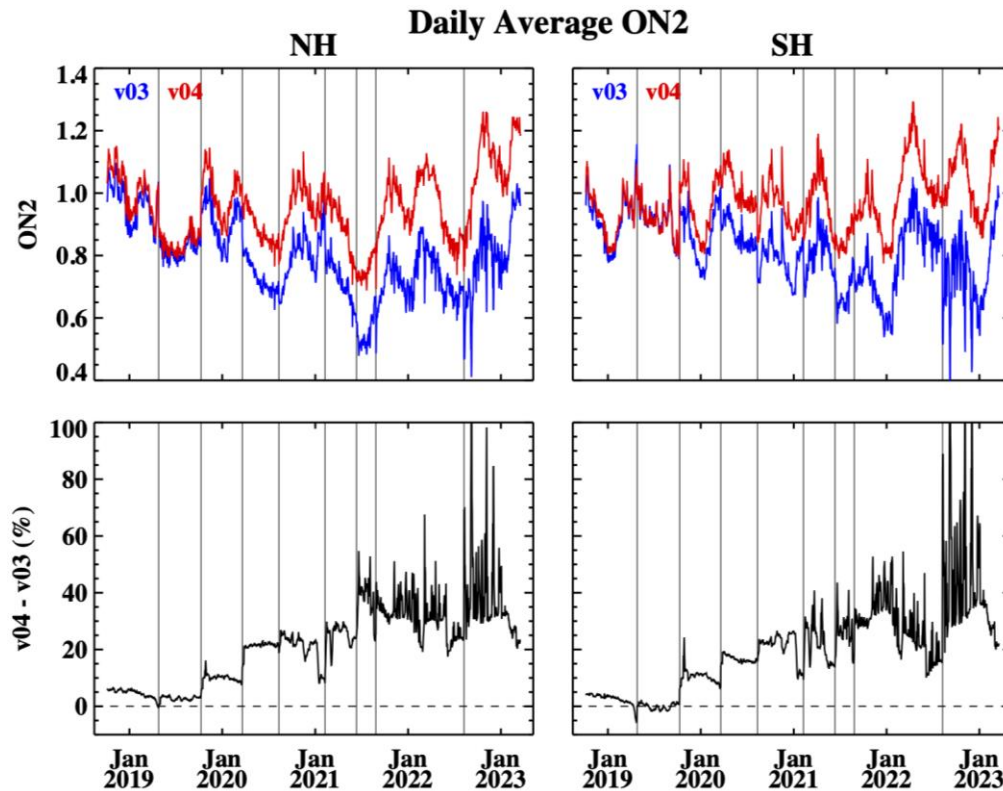 Daily Average ON2
NH
SH
v03 v04
v03 v04
ON2
1.4
1.2
1.0
0.8
0.6
0.4
v04 - v03 (%)
100
80
60
40
20
0
Jan Jan Jan Jan Jan
2019 2020 2021 2022 2023
Jan Jan Jan Jan Jan
2019 2020 2021 2022 2023